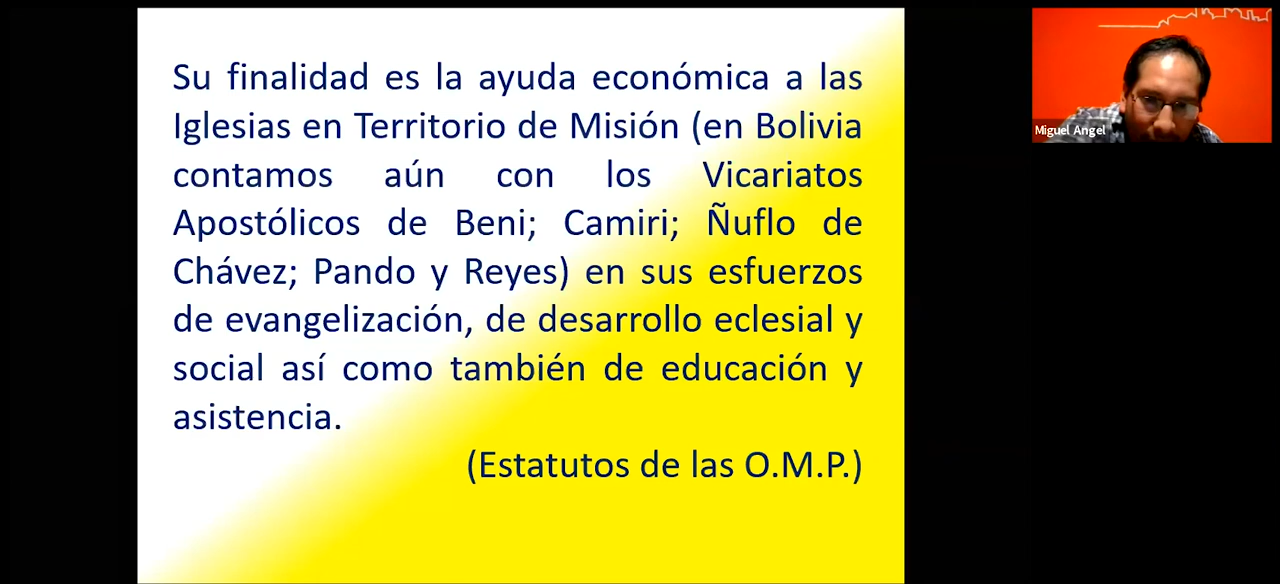 Su finalidad es la ayuda económica a las
Iglesias en Territorio de Misión (en Bolivia
contamos aún con los Vicariatos
Apostólicos de Beni; Camiri; Ñuflo de
Chávez; Pando y Reyes) en sus esfuerzos
de evangelización, de desarrollo eclesial y
social así como también de educación y
asistencia.
(Estatutos de las O.M.P.)
Miguel Angel